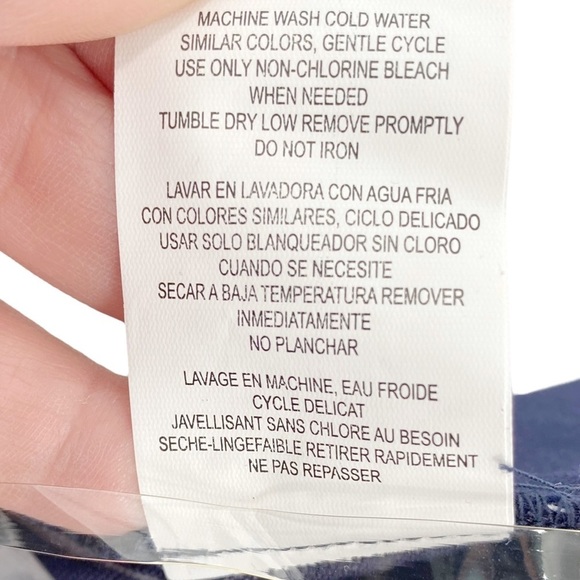 MACHINE WASH COLD WATER
SIMILAR COLORS, GENTLE CYCLE
USE ONLY NON-CHLORINE BLEACH
WHEN NEEDED
TUMBLE DRY LOW REMOVE PROMPTLY
DO NOT IRON
LAVAR EN LAVADORA CON AGUA FRIA
CON COLORES SIMILARES, CICLO DELICADO
USAR SOLO BLANQUEADOR SIN CLORO
CUANDO SE NECESITE
SECAR A BAJA TEMPERATURA REMOVER
INMEDIATAMENTE
NO PLANCHAR
LAVAGE EN MACHINE, EAU FROIDE
CYCLE DELICAT
JAVELLISANT SANS CHLORE AU BESOIN
SECHE-LINGEFAIBLE RETIRER RAPIDEMENT
NE PAS REPASSER